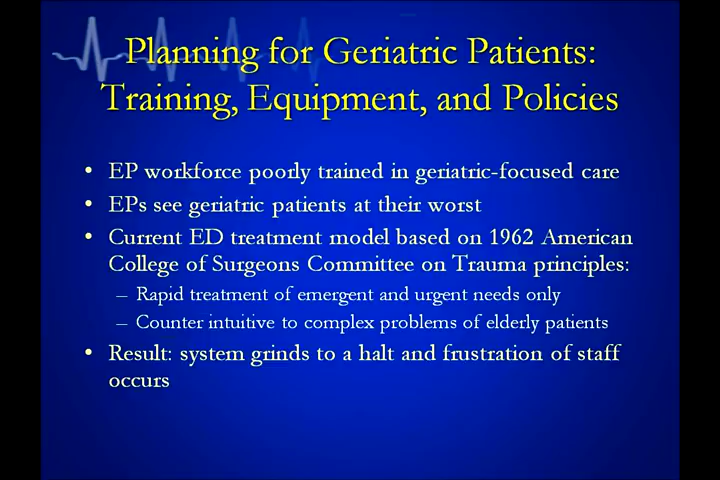 Planning for Geriatric Patients:
Training, Equipment, and Policies
• EP workforce poorly trained in geriatric-focused care
• EPs see geriatric patients at their worst
• Current ED treatment model based on 1962 American
College of Surgeons Committee on Trauma principles:
– Rapid treatment of emergent and urgent needs only
– Counter intuitive to complex problems of elderly patients
• Result: system grinds to a halt and frustration of staff
occurs